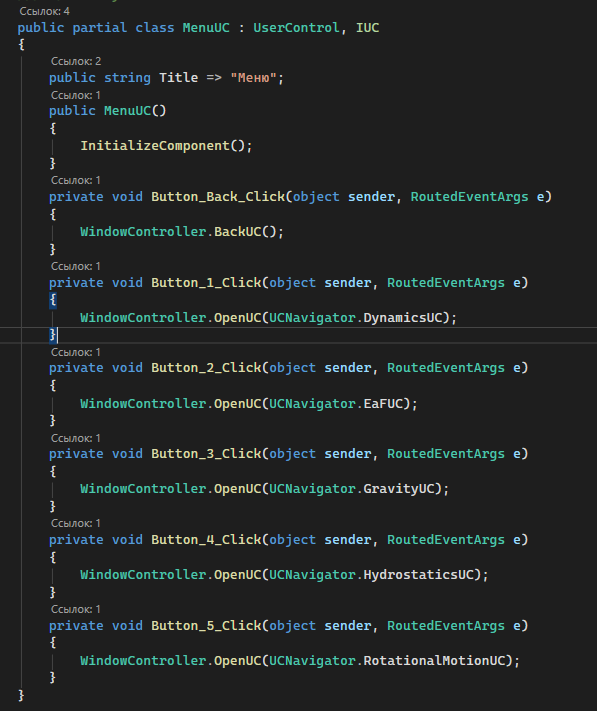 Ссылок: 4
public partial class MenuUC : UserControl, IUC
{
Ссылок: 2
public string Title => "Меню";
Ссылок: 1
public MenuUC()
{
InitializeComponent();
}
Ссылок: 1
private void Button_Back_Click(object sender, RoutedEventArgs e)
{
WindowController.BackUC();
}
Ссылок: 1
private void Button_1_Click(object sender, RoutedEventArgs e)
{
WindowController.OpenUC(UCNavigator.DynamicsUC);
}
Ссылок: 1
private void Button_2_Click(object sender, RoutedEventArgs e)
{
WindowController.OpenUC(UCNavigator.EaFUC);
}
Ссылок: 1
private void Button_3_Click(object sender, RoutedEventArgs e)
{
WindowController.OpenUC(UCNavigator.GravityUC);
}
Ссылок: 1
private void Button_4_Click(object sender, RoutedEventArgs e)
{
WindowController.OpenUC(UCNavigator.HydrostaticsUC);
}
Ссылок: 1
private void Button_5_Click(object sender, RoutedEventArgs e)
{
WindowController.OpenUC(UCNavigator.RotationalMotionUC);
}
}